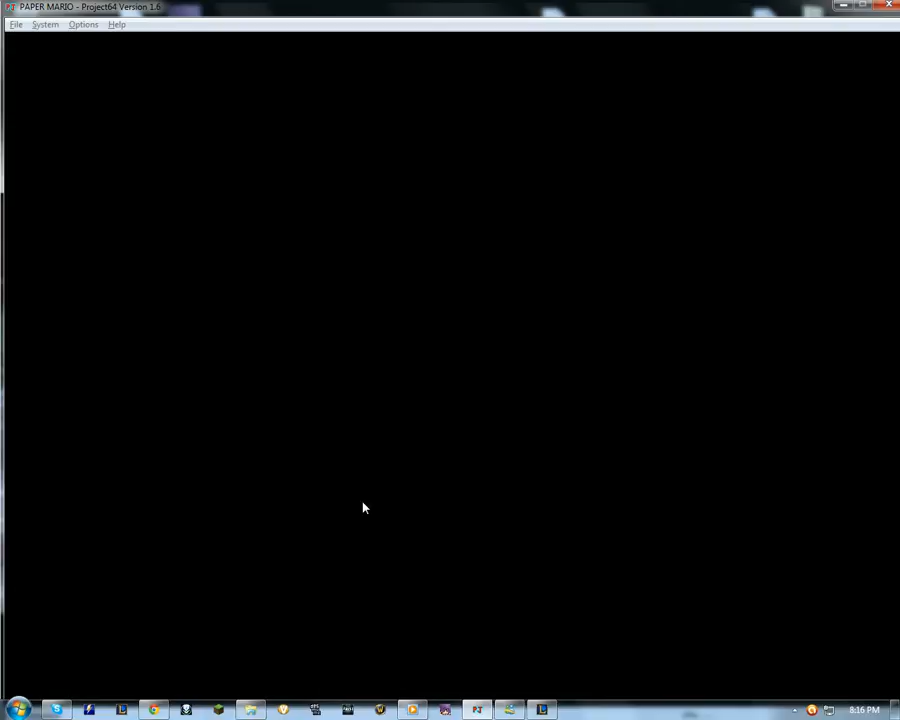 PAPER MARIO - Project64 Version 1.6
File System Options Help
8:16 PM